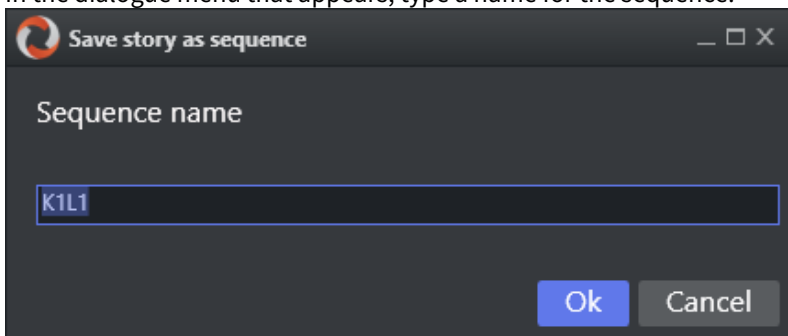 In the dialogue menu that appears, type a name for the sequence.
Save story as sequence
Sequence name
K1L1
Ok
Cancel